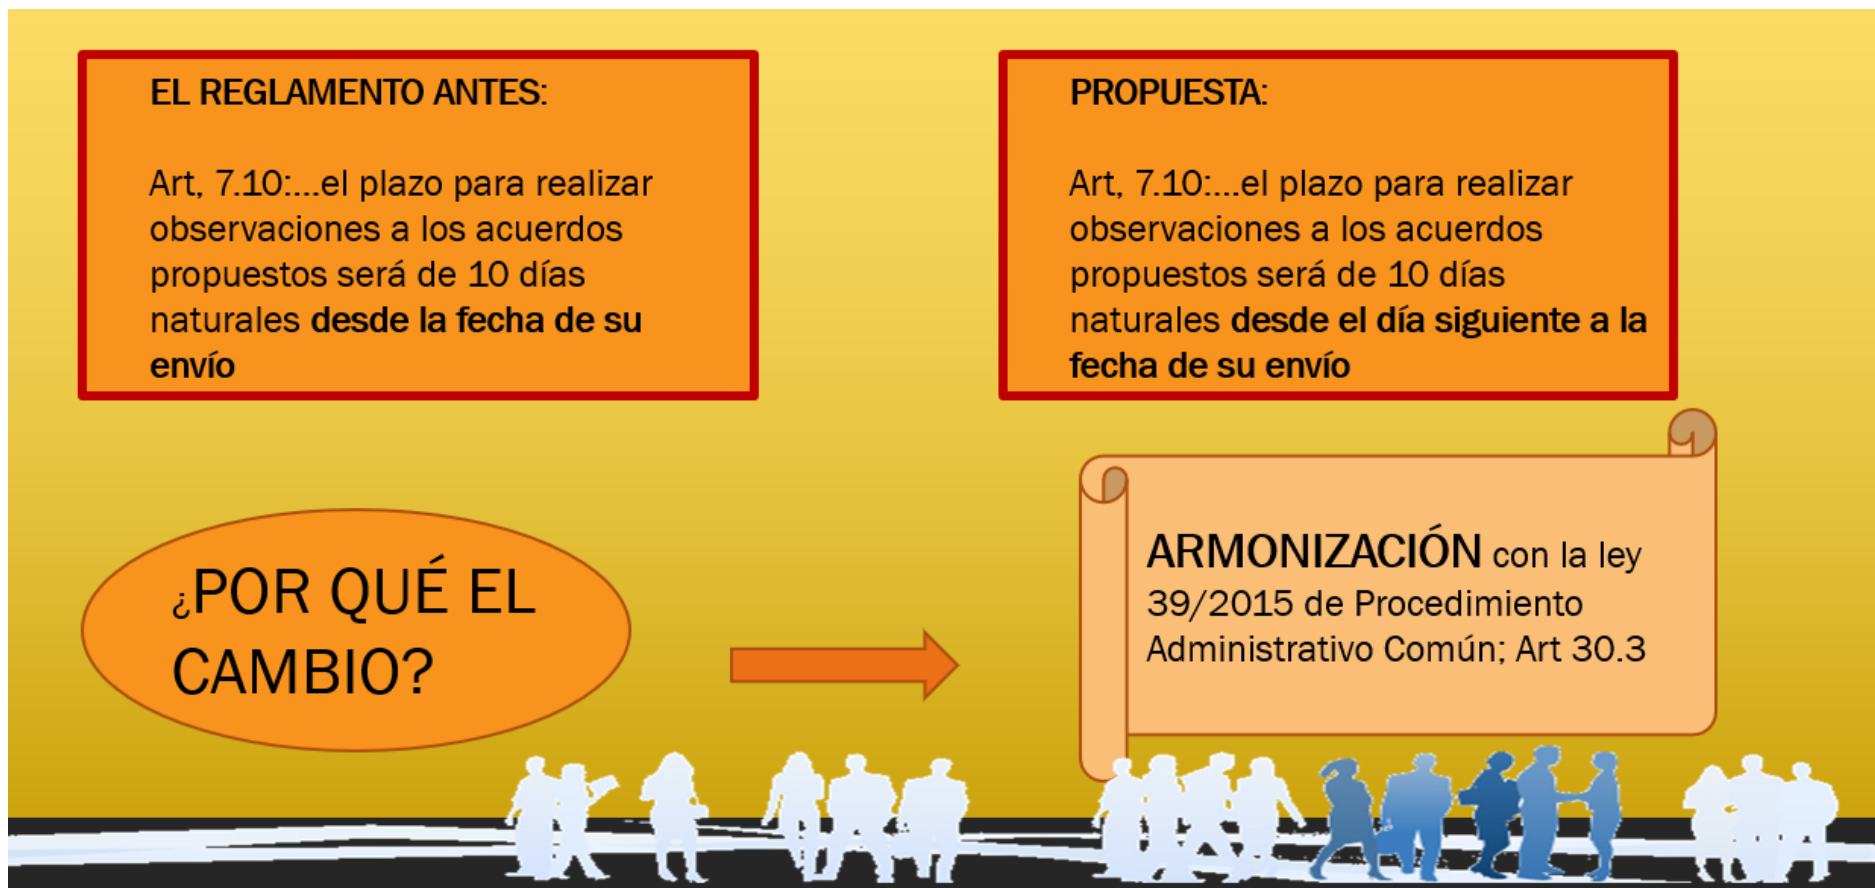 EL REGLAMENTO ANTES:
Art, 7.10:...el plazo para realizar
observaciones a los acuerdos
propuestos será de 10 días
naturales desde la fecha de su
envío
PROPUESTA:
Art, 7.10:...el plazo para realizar
observaciones a los acuerdos
propuestos será de 10 días
naturales desde el día siguiente a la
fecha de su envío
¿POR QUÉ EL
CAMBIO?
ARMONIZACIÓN con la ley
39/2015 de Procedimiento
Administrativo Común; Art 30.3